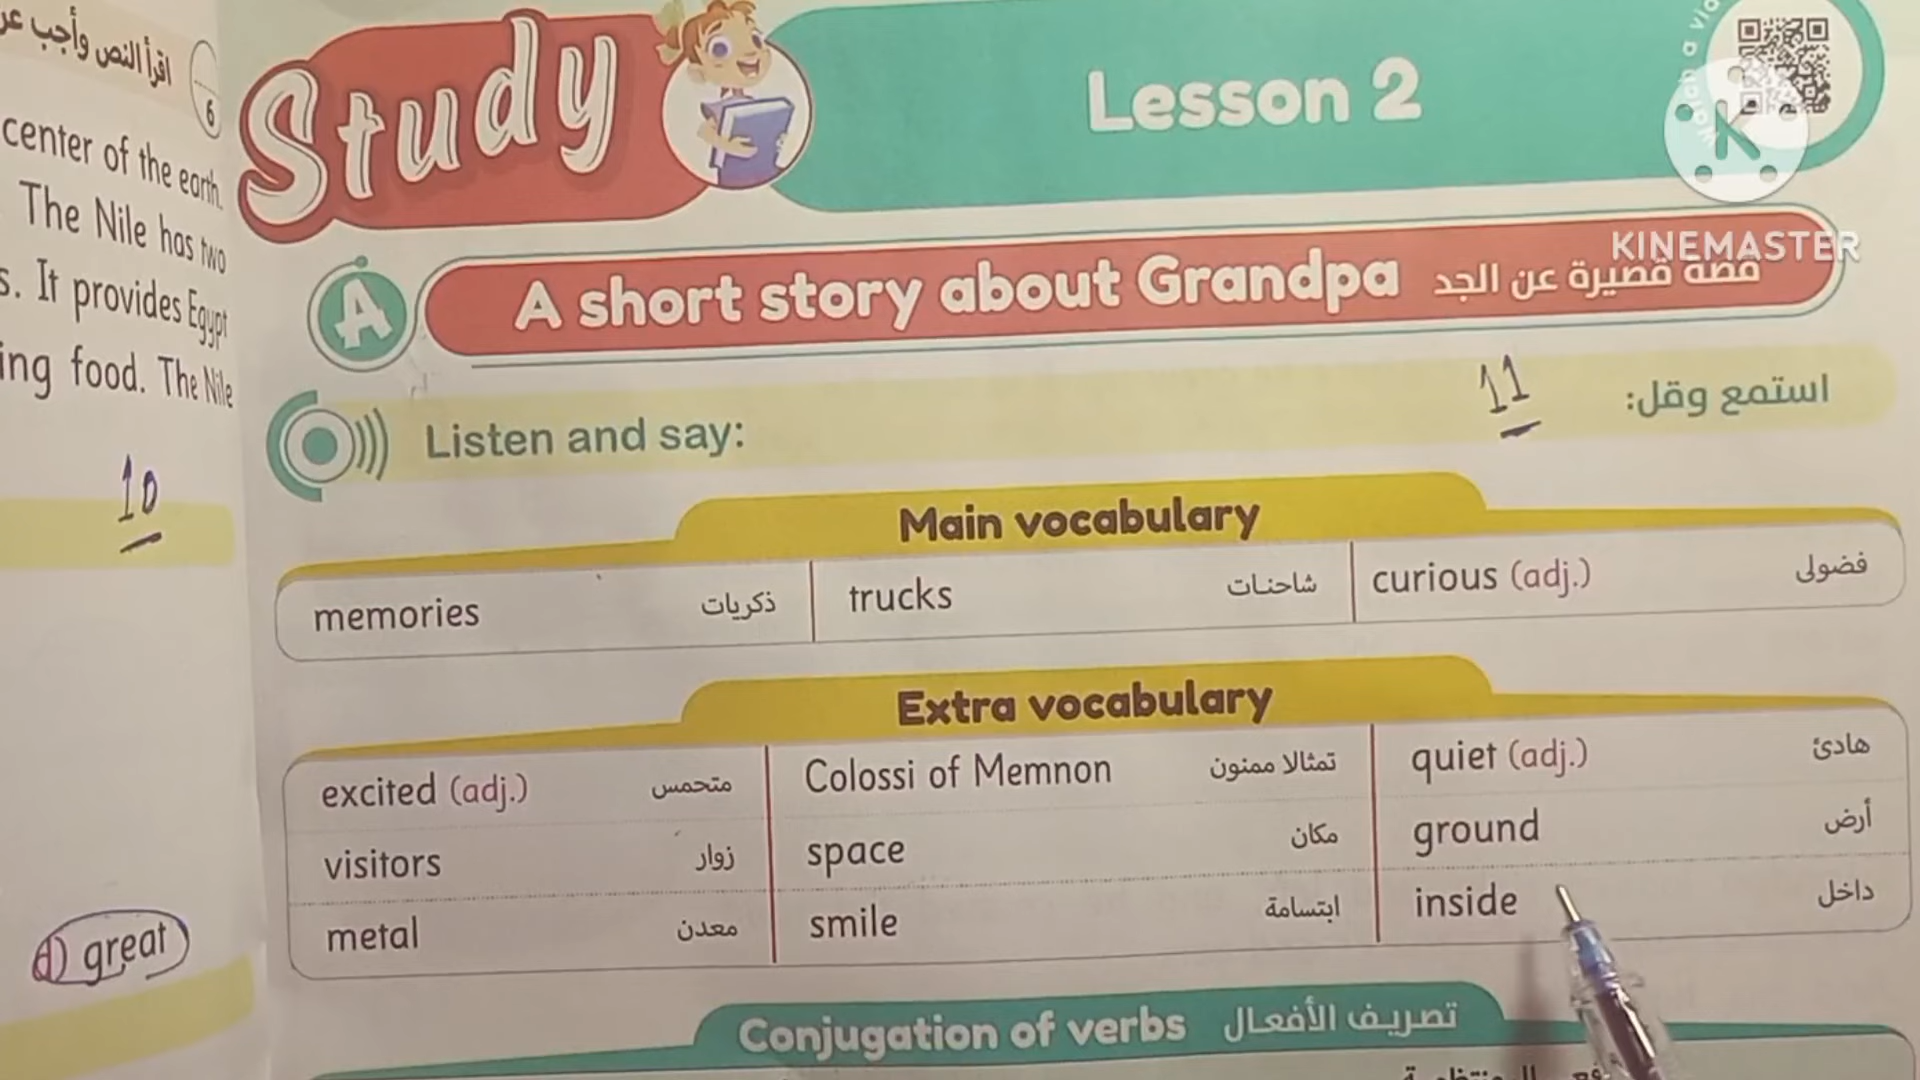 اقرأ النص وأجب
6
center of the earth.
The Nile has two
s. It provides Egypt
ing food. The Nile
10
d) great
Study
Lesson 2
KINEMASTER
A A short story about Grandpa قصة قصيرة عن الجد
Listen and say: 11 استمع وقل:
Main vocabulary
memories ذكريات trucks شاحنات curious (adj.) فضولى
Extra vocabulary
excited (adj.) متحمس Colossi of Memnon تمثالا ممنون quiet (adj.) هادئ
visitors زوار space مكان ground أرض
metal معدن smile ابتسامة inside داخل
Conjugation of verbs تصريف الأفعال